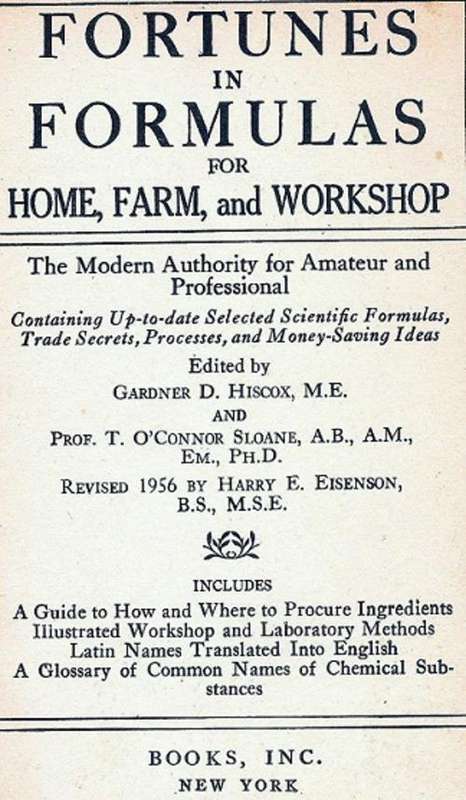 FORTUNES
IN
FORMULAS
FOR
HOME, FARM, and WORKSHOP
The Modern Authority for Amateur and
Professional
Containing Up-to-date Selected Scientific Formulas,
Trade Secrets, Processes, and Money-Saving Ideas
Edited by
GARDNER D. HISCOX, M.E.
AND
PROF. T. O'CONNOR SLOANE, A.B., A.M.,
EM., PH.D.
REVISED 1956 BY HARRY E. EISENSON,
B.S., M.S.E.
INCLUDES
A Guide to How and Where to Procure Ingredients
Illustrated Workshop and Laboratory Methods
Latin Names Translated Into English
A Glossary of Common Names of Chemical Sub-
stances
BOOKS, INC.
NEW YORK